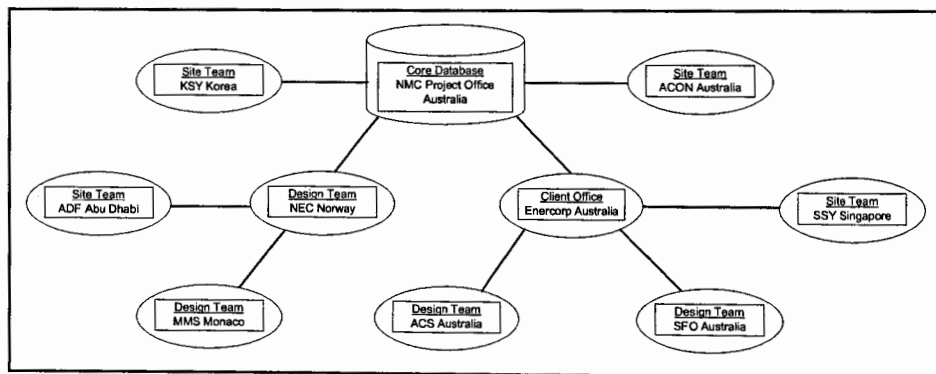 Site Team
KSY Korea
Core Database
NMC Project Office
Australia
Site Team
ACON Australia
Site Team
ADF Abu Dhabi
Design Team
NEC Norway
Client Office
Enercorp Australia
Site Team
SSY Singapore
Design Team
MMS Monaco
Design Team
ACS Australia
Design Team
SFO Australia